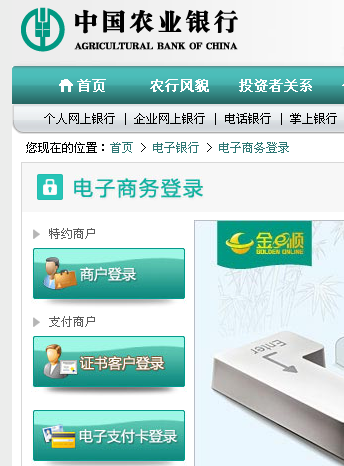 中国农业银行
AGRICULTURAL BANK OF CHINA
首页 农行风貌 投资者关系
个人网上银行 | 企业网上银行 | 电话银行 | 掌上银行
您现在的位置：首页 > 电子银行 > 电子商务登录
电子商务登录
特约商户
商户登录
支付商户
证书客户登录
电子支付卡登录
金e顺
GOLDEN ONLINE
Enter